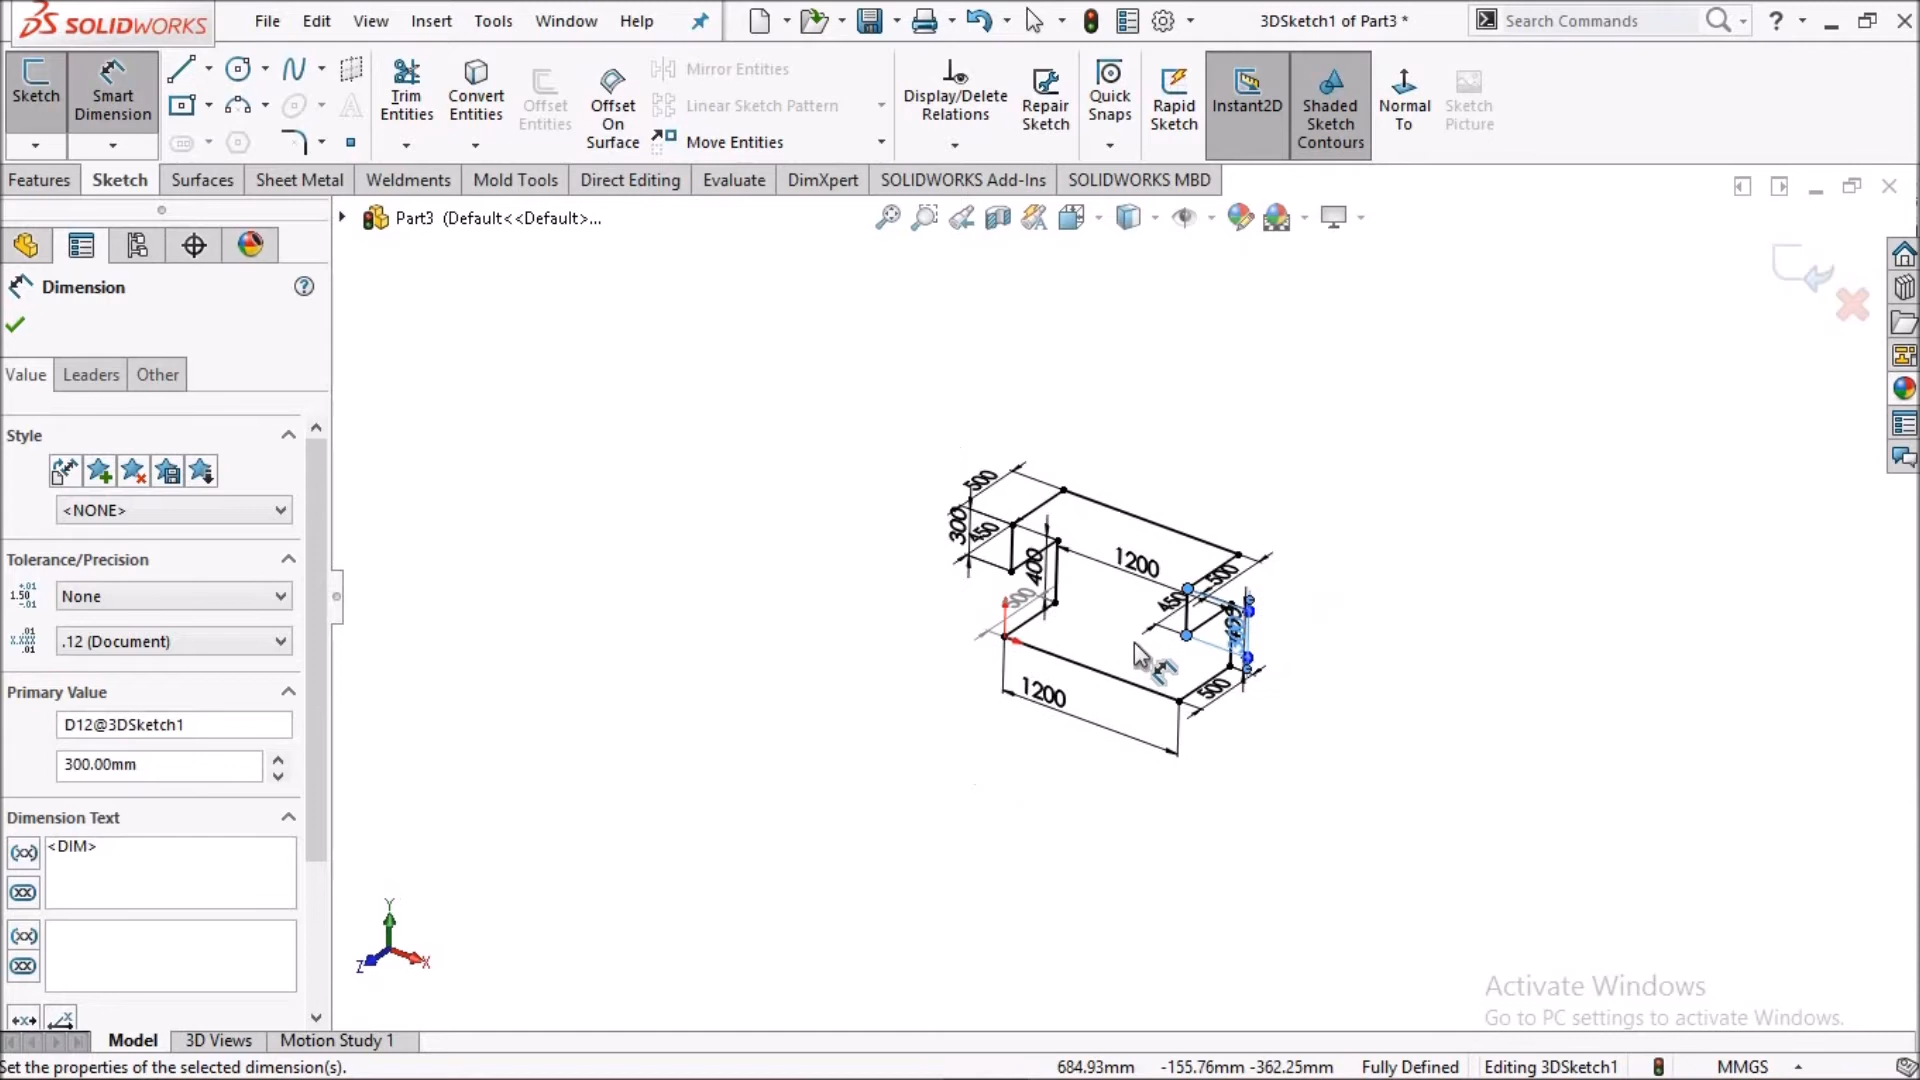 SOLIDWORKS File Edit View Insert Tools Window Help 3DSketch1 of Part3 * Search Commands ?
Sketch Smart Dimension Trim Entities Convert Entities Offset Entities Offset On Surface Mirror Entities Linear Sketch Pattern Move Entities Display/Delete Relations Repair Sketch Quick Snaps Rapid Sketch Instant2D Shaded Sketch Contours Normal To Sketch Picture
Features Sketch Surfaces Sheet Metal Weldments Mold Tools Direct Editing Evaluate DimXpert SOLIDWORKS Add-Ins SOLIDWORKS MBD
Part3 (Default<<Default>...
Dimension
Value Leaders Other
Style
<NONE>
Tolerance/Precision
None
.12 (Document)
Primary Value
D12@3DSketch1
300.00mm
Dimension Text
<DIM>
500
300
450
400
1200
500
500
450
1200
500
Y
Z
X
Activate Windows
Go to PC settings to activate Windows.
Model 3D Views Motion Study 1
Set the properties of the selected dimension(s). 684.93mm -155.76mm -362.25mm Fully Defined Editing 3DSketch1 MMGS